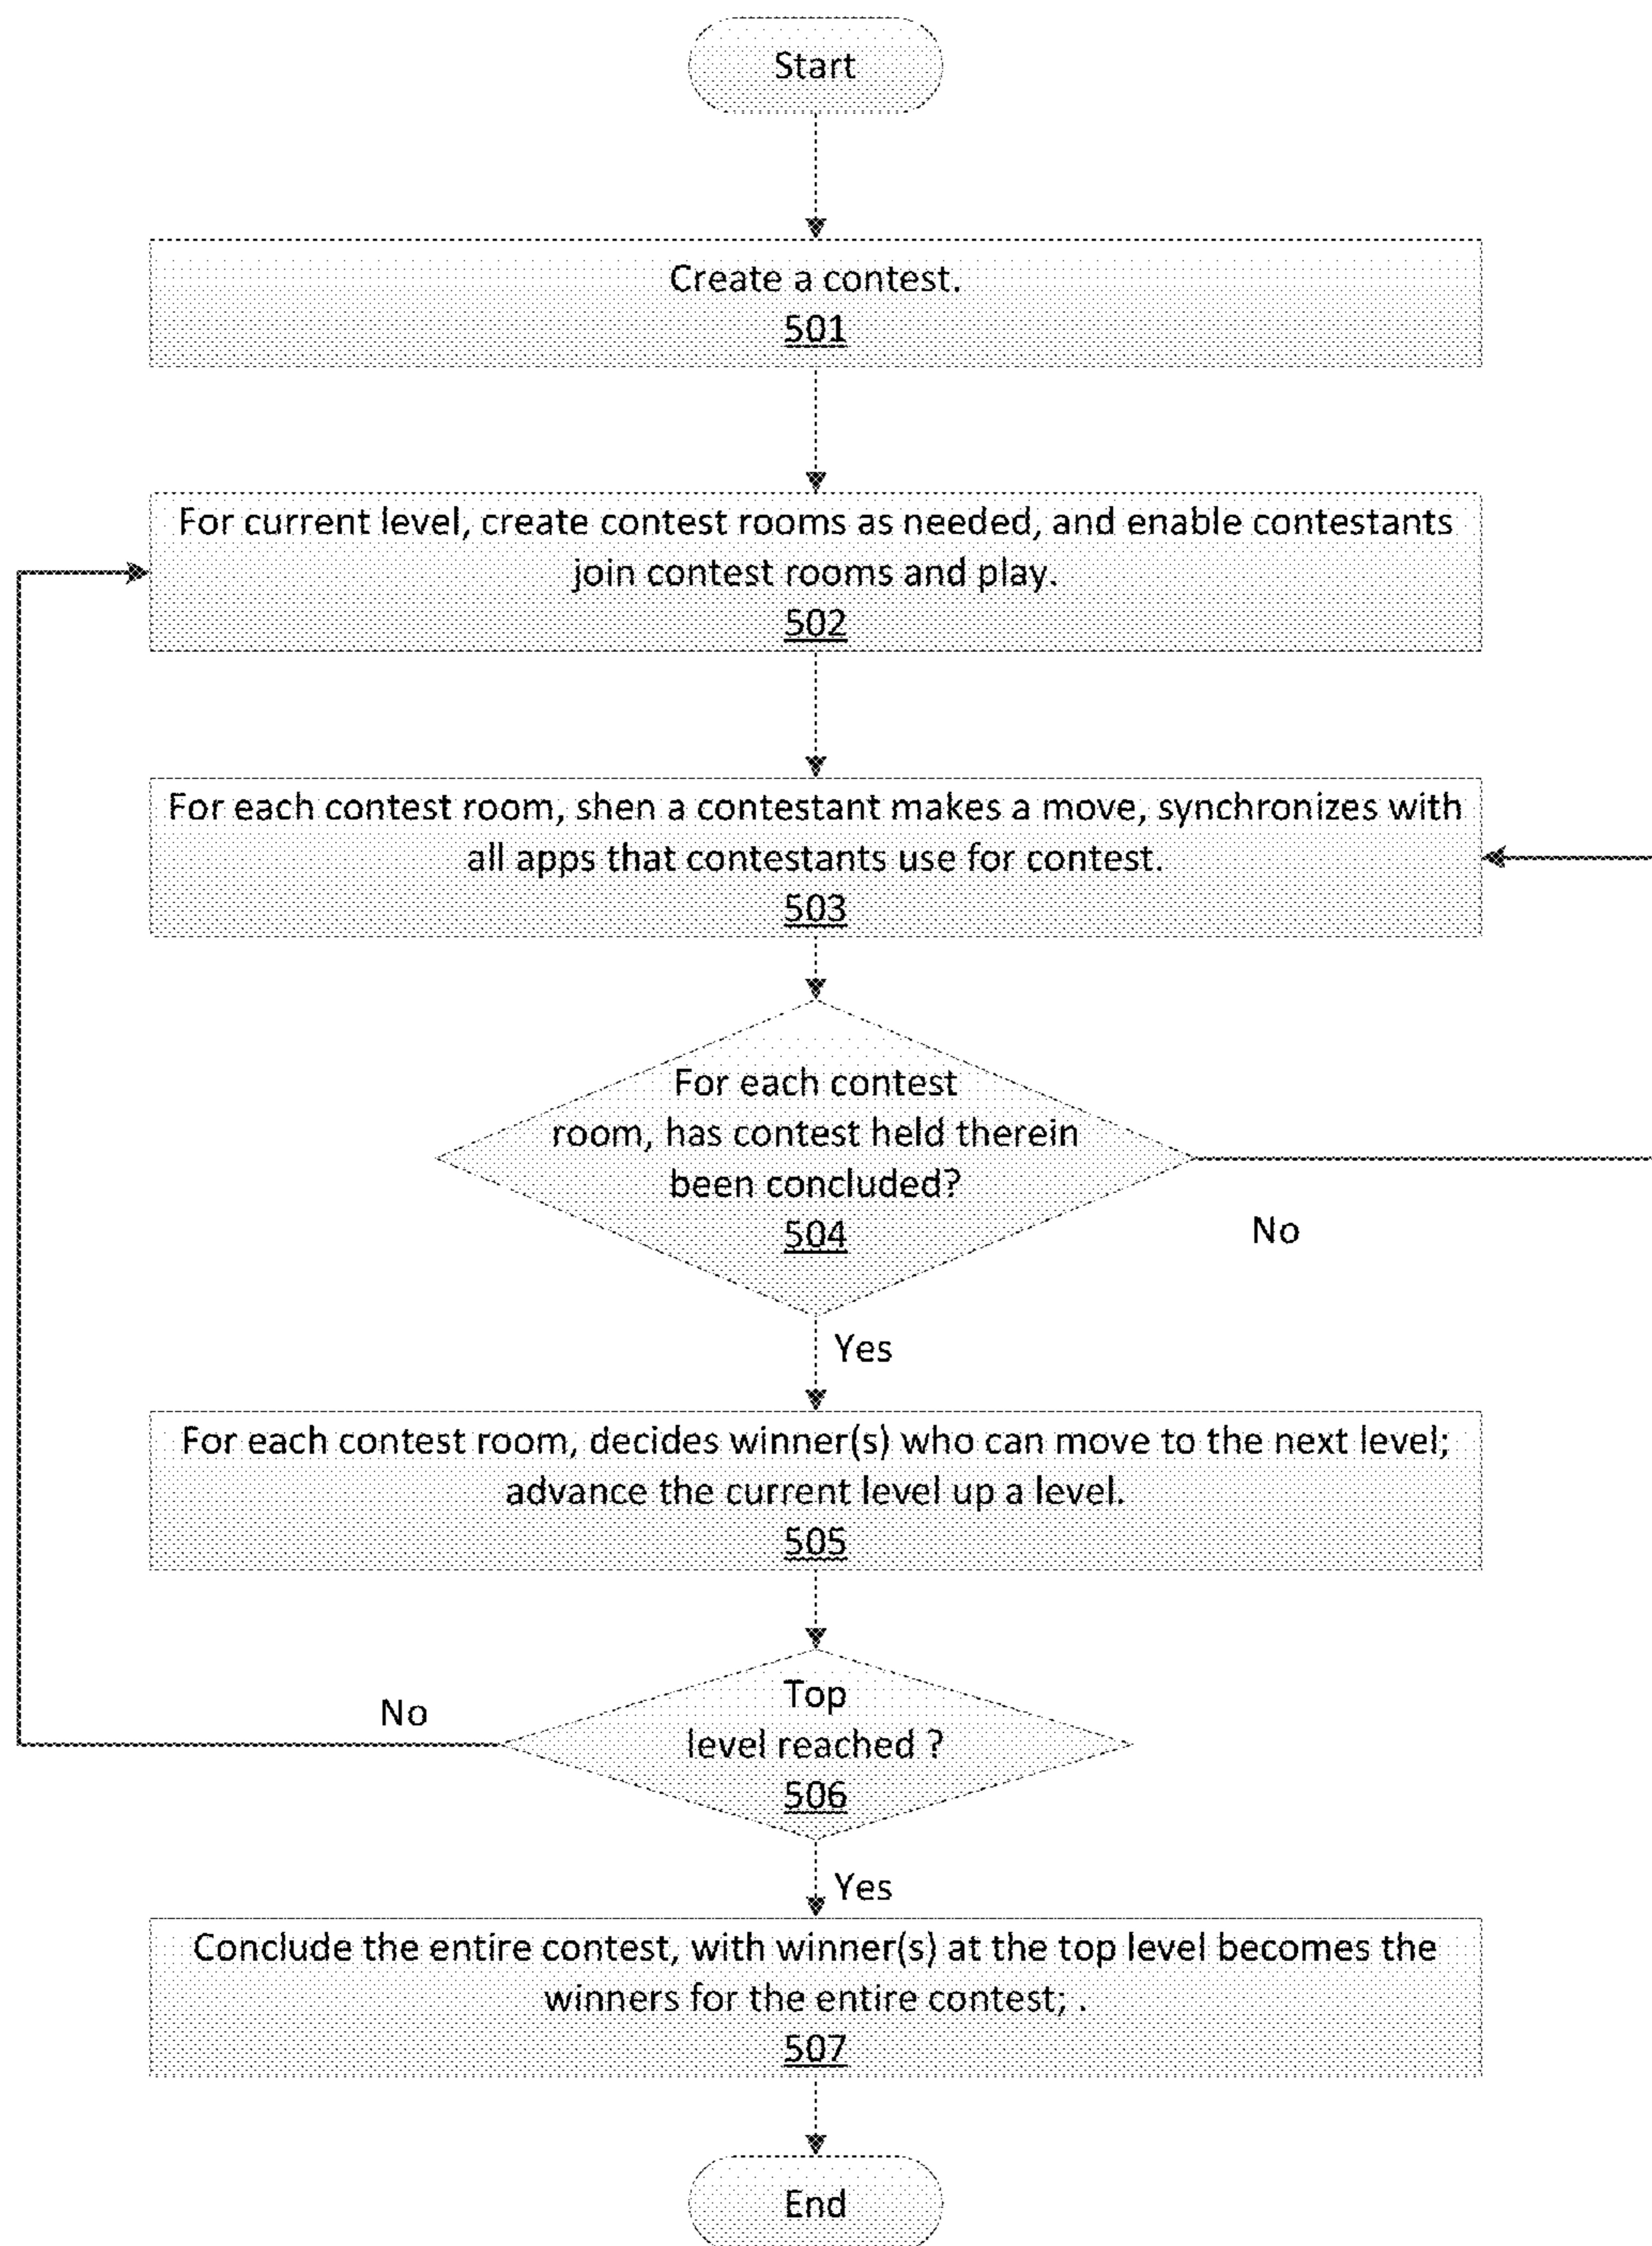 Start
Create a contest.
501
For current level, create contest rooms as needed, and enable contestants
join contest rooms and play.
502
For each contest room, shen a contestant makes a move, synchronizes with
all apps that contestants use for contest.
503
For each contest
room, has contest held therein
been concluded?
504
No
Yes
For each contest room, decides winner(s) who can move to the next level;
advance the current level up a level.
505
Top
level reached ?
506
No
Yes
Conclude the entire contest, with winner(s) at the top level becomes the
winners for the entire contest; .
507
End